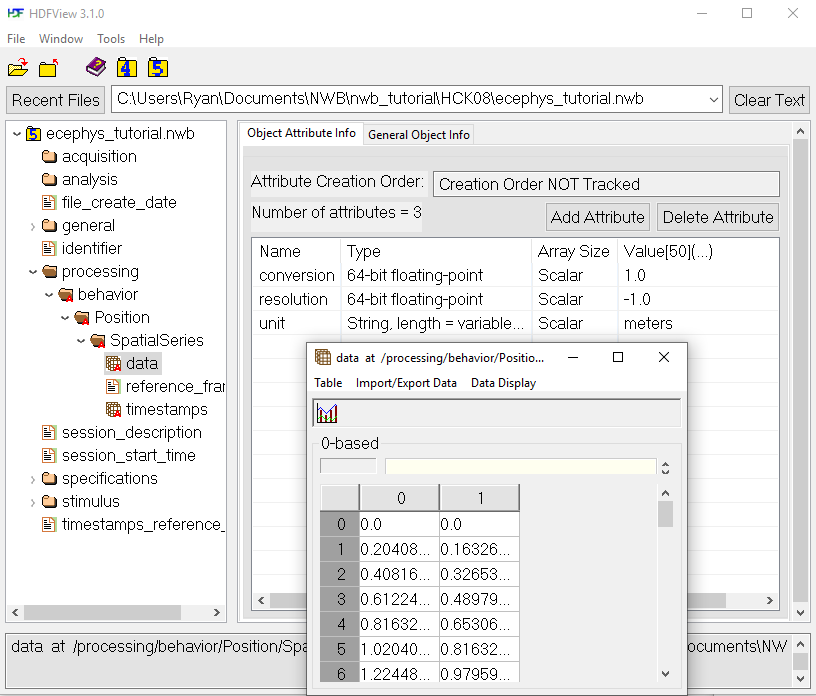 HDFView 3.1.0
File Window Tools Help
4 5
Recent Files C:\Users\Ryan\Documents\NWB\nwb_tutorial\HCK08\ecephys_tutorial.nwb Clear Text
5 ecephys_tutorial.nwb
acquisition
analysis
file_create_date
general
identifier
processing
behavior
Position
SpatialSeries
data
reference_frar
timestamps
session_description
session_start_time
specifications
stimulus
timestamps_reference_
Object Attribute Info General Object Info
Attribute Creation Order: Creation Order NOT Tracked
Number of attributes = 3 Add Attribute Delete Attribute
Name Type Array Size Value[50](...)
conversion 64-bit floating-point Scalar 1.0
resolution 64-bit floating-point Scalar -1.0
unit String, length = variable... Scalar meters
data at /processing/behavior/Positio...
Table Import/Export Data Data Display
0-based
0 1
0 0.0 0.0
1 0.20408... 0.16326...
2 0.40816... 0.32653...
3 0.61224... 0.48979...
4 0.81632... 0.65306...
5 1.02040... 0.81632...
6 1.22448... 0.97959...
data at /processing/behavior/Position/Spa ocuments\NW